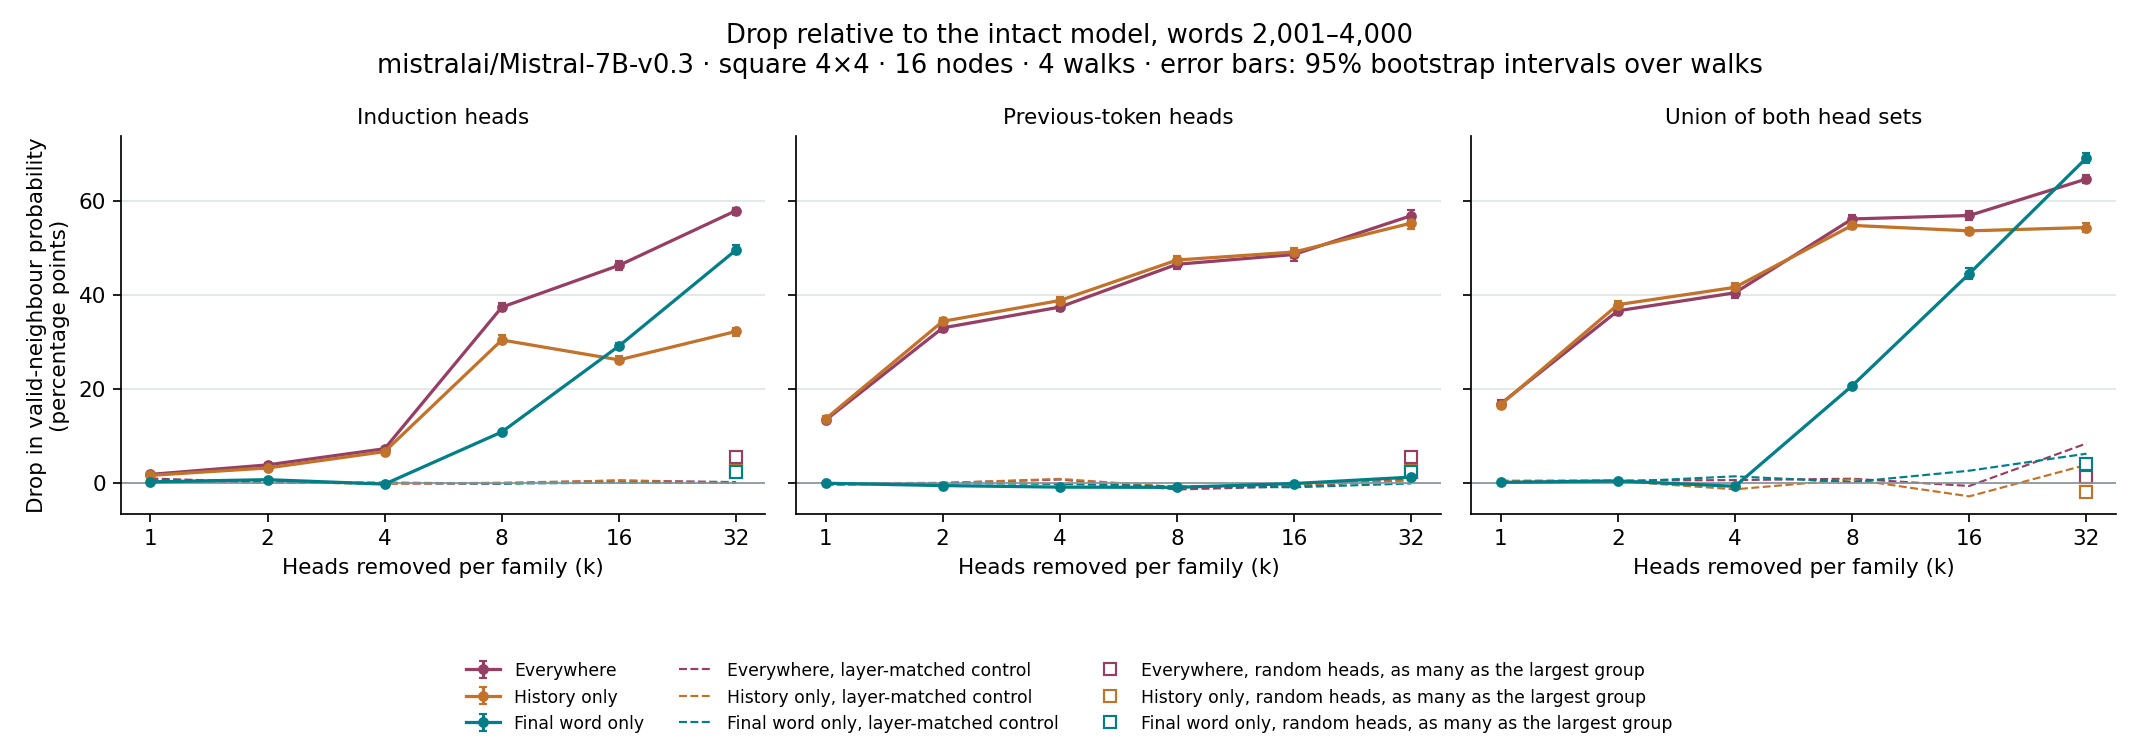 Drop relative to the intact model, words 2,001–4,000
mistralai/Mistral-7B-v0.3 · square 4×4 · 16 nodes · 4 walks · error bars: 95% bootstrap intervals over walks
Induction heads
Previous-token heads
Union of both head sets
Drop in valid-neighbour probability
(percentage points)
60
40
20
0
1 2 4 8 16 32
1 2 4 8 16 32
1 2 4 8 16 32
Heads removed per family (k)
Heads removed per family (k)
Heads removed per family (k)
Everywhere
History only
Final word only
Everywhere, layer-matched control
History only, layer-matched control
Final word only, layer-matched control
Everywhere, random heads, as many as the largest group
History only, random heads, as many as the largest group
Final word only, random heads, as many as the largest group